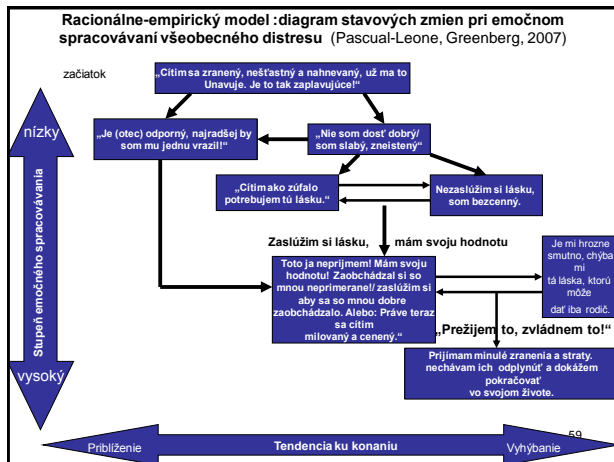 Racionálne-empirický model :diagram stavových zmien pri emočnom
spracovávaní všeobecného distresu (Pascual-Leone, Greenberg, 2007)
začiatok
„Cítim sa zranený, nešťastný a nahnevaný, už ma to
Unavuje. Je to tak zaplavujúce!“
nízky
„Je (otec) odporný, najradšej by
som mu jednu vrazil!“
„Nie som dosť dobrý/
som slabý, zneistený“
„Cítim ako zúfalo
potrebujem tú lásku.“
Nezaslúžim si lásku,
som bezcenný.
Stupeň emočného spracovávania
Zaslúžim si lásku, mám svoju hodnotu
Toto ja neprijmem! Mám svoju
hodnotu! Zaobchádzal si so
mnou neprimerane!/ zaslúžim si
aby sa so mnou dobre
zaobchádzalo. Alebo: Práve teraz
sa cítim
milovaný a cenený.“
Je mi hrozne
smutno, chýba
mi
tá láska, ktorú
môže
dať iba rodič.
„Prežijem to, zvládnem to!“
Prijímam minulé zranenia a straty.
nechávam ich odplynúť a dokážem
pokračovať
vo svojom živote.
vysoký
59
Priblíženie
Tendencia ku konaniu
Vyhýbanie